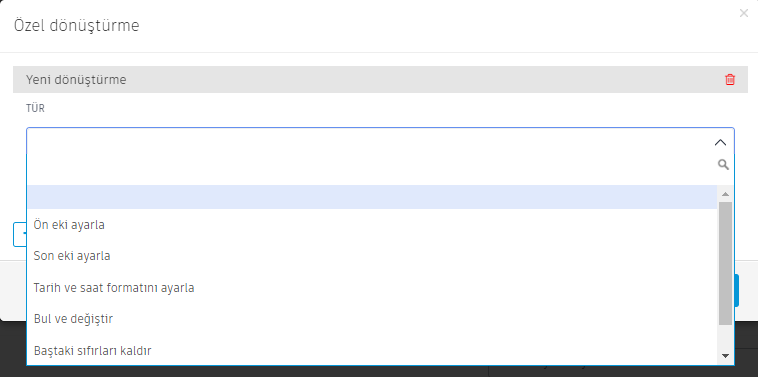 Özel dönüştürme
Yeni dönüştürme
TÜR
Ön eki ayarla
Son eki ayarla
Tarih ve saat formatını ayarla
Bul ve değiştir
Baştaki sıfırları kaldır